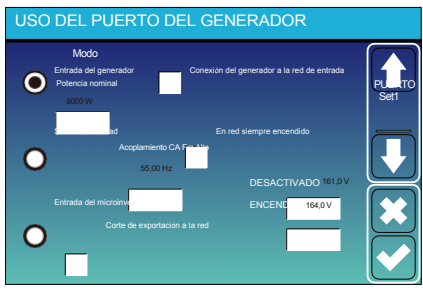 USO DEL PUERTO DEL GENERADOR
Modo
Entrada del generador
Conexión del generador a la red de entrada
Potencia nominal
8000 W
PUERTO
Set1
En red siempre encendido
Acoplamiento CA
55,00 Hz
DESACTIVADO 161,0 V
Entrada del
164,0 V
Corte de exportación a la red